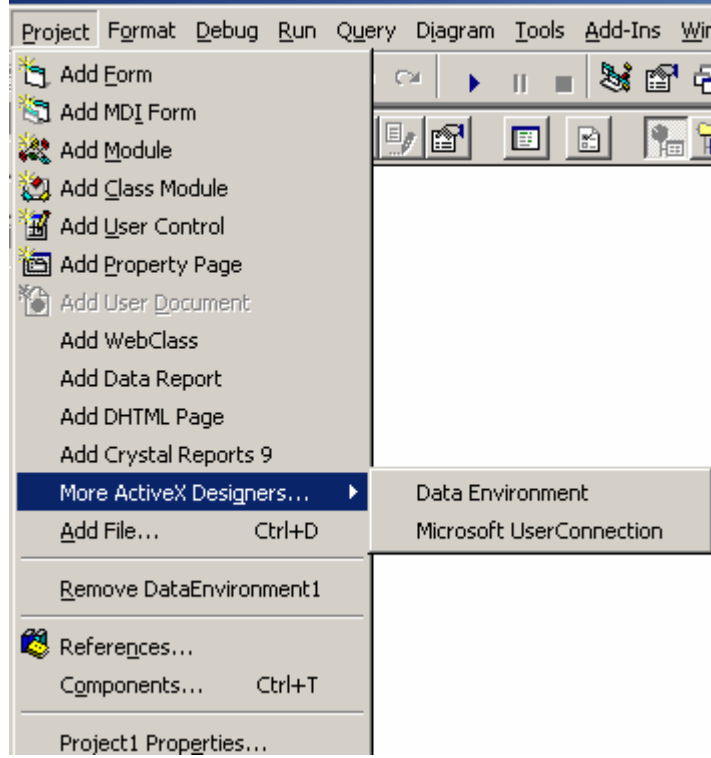 Project Format Debug Run Query Diagram Tools Add-Ins
Add Form
Add MDI Form
Add Module
Add Class Module
Add User Control
Add Property Page
Add User Document
Add WebClass
Add Data Report
Add DHTML Page
Add Crystal Reports 9
More ActiveX Designers... Data Environment
Add File... Ctrl+D Microsoft UserConnection
Remove DataEnvironment1
References...
Components... Ctrl+T
Project1 Properties...